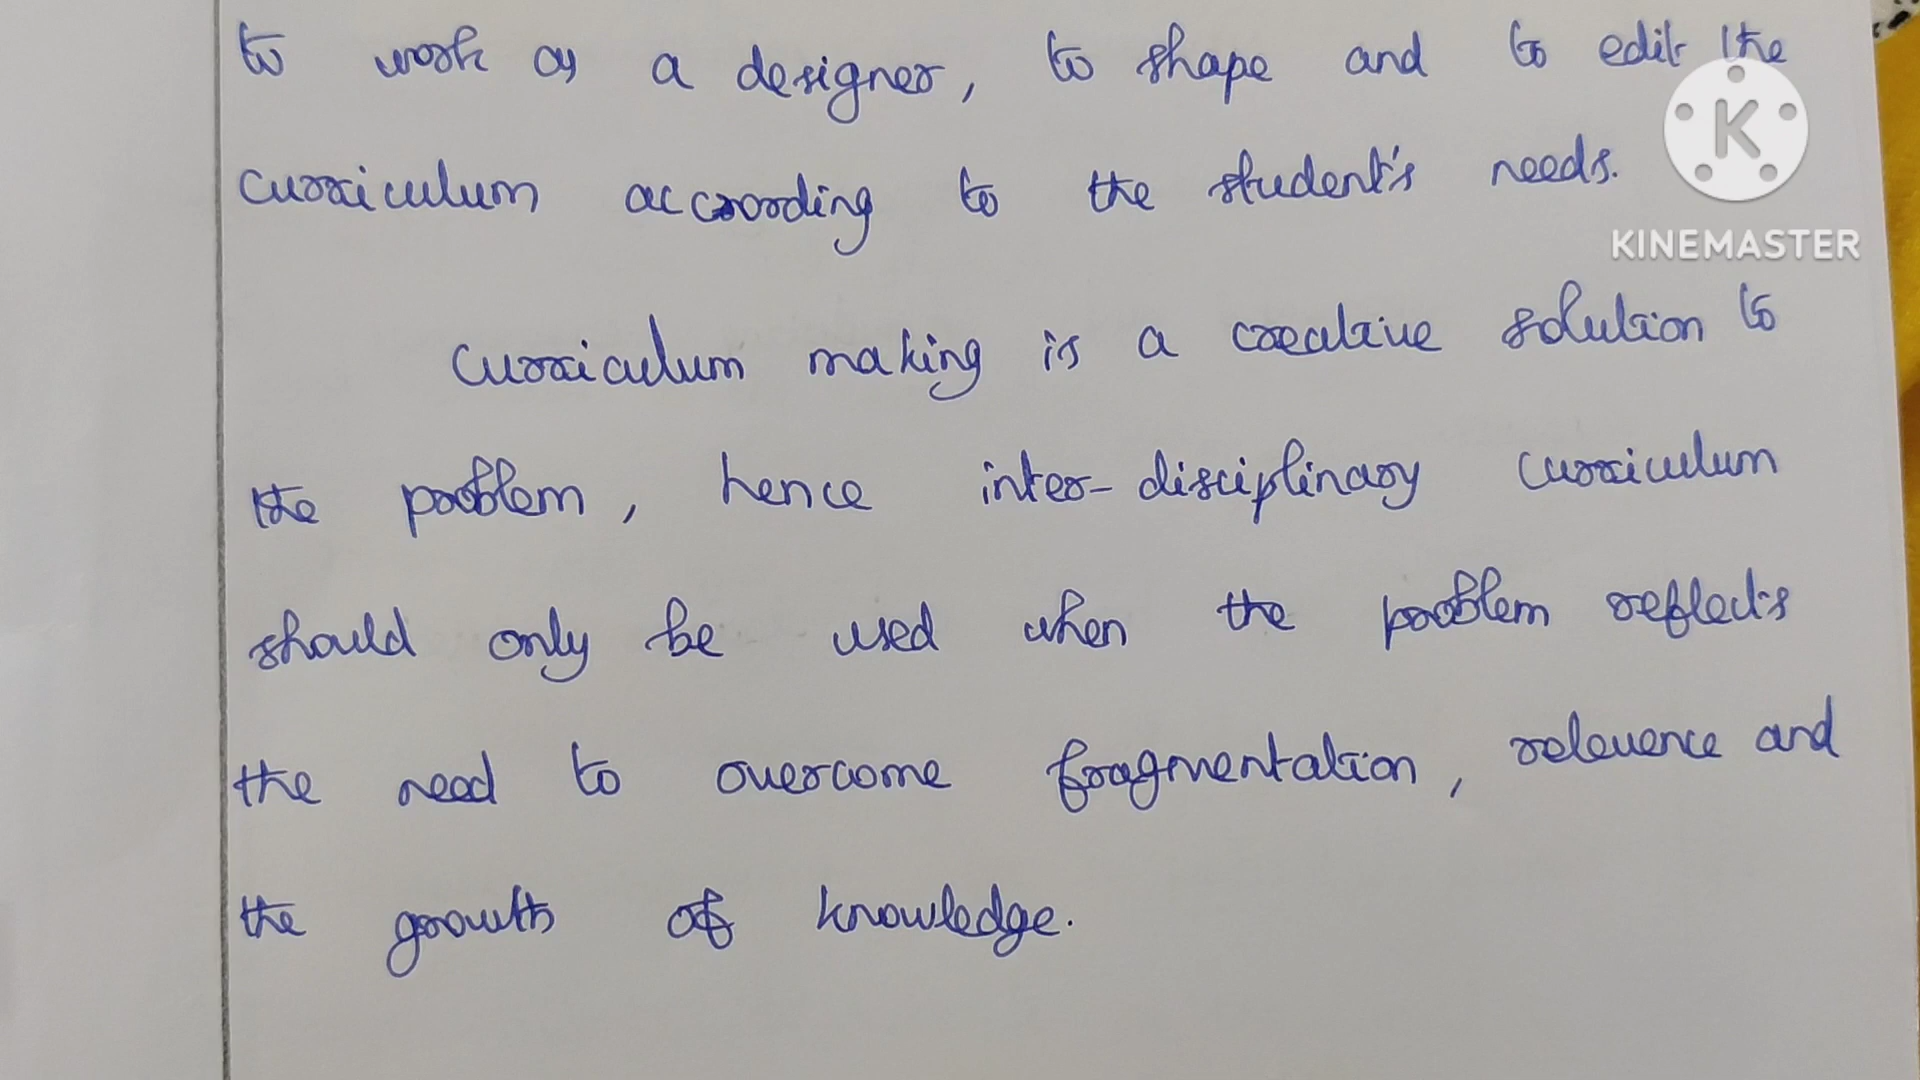 to work as a designer, to shape and to edit the
curriculum according to the student's needs.
K
KINEMASTER
curriculum making is a creative solution to
the problem, hence inter-disciplinary curriculum
should only be used when the problem reflects
the need to overcome fragmentation, relevence and
the growth of knowledge.